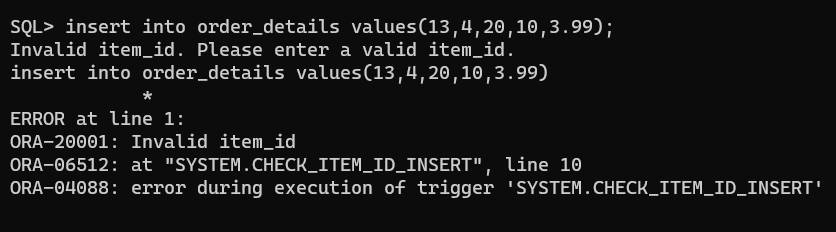 SQL> insert into order_details values(13,4,20,10,3.99);
Invalid item_id. Please enter a valid item_id.
insert into order_details values(13,4,20,10,3.99)
            *
ERROR at line 1:
ORA-20001: Invalid item_id
ORA-06512: at "SYSTEM.CHECK_ITEM_ID_INSERT", line 10
ORA-04088: error during execution of trigger 'SYSTEM.CHECK_ITEM_ID_INSERT'